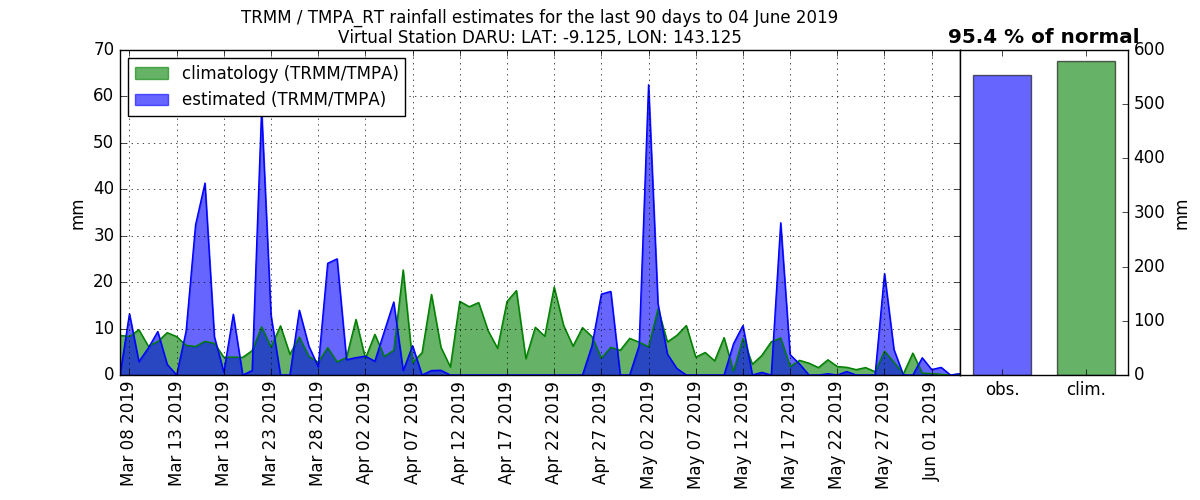 TRMM / TMPA_RT rainfall estimates for the last 90 days to 04 June 2019
Virtual Station DARU: LAT: -9.125, LON: 143.125
95.4 % of normal
climatology (TRMM/TMPA)
estimated (TRMM/TMPA)
70
60
50
40
30
20
10
0
mm
Mar 08 2019
Mar 13 2019
Mar 18 2019
Mar 23 2019
Mar 28 2019
Apr 02 2019
Apr 07 2019
Apr 12 2019
Apr 17 2019
Apr 22 2019
Apr 27 2019
May 02 2019
May 07 2019
May 12 2019
May 17 2019
May 22 2019
May 27 2019
Jun 01 2019
obs.
clim.
600
500
400
300
200
100
0
mm